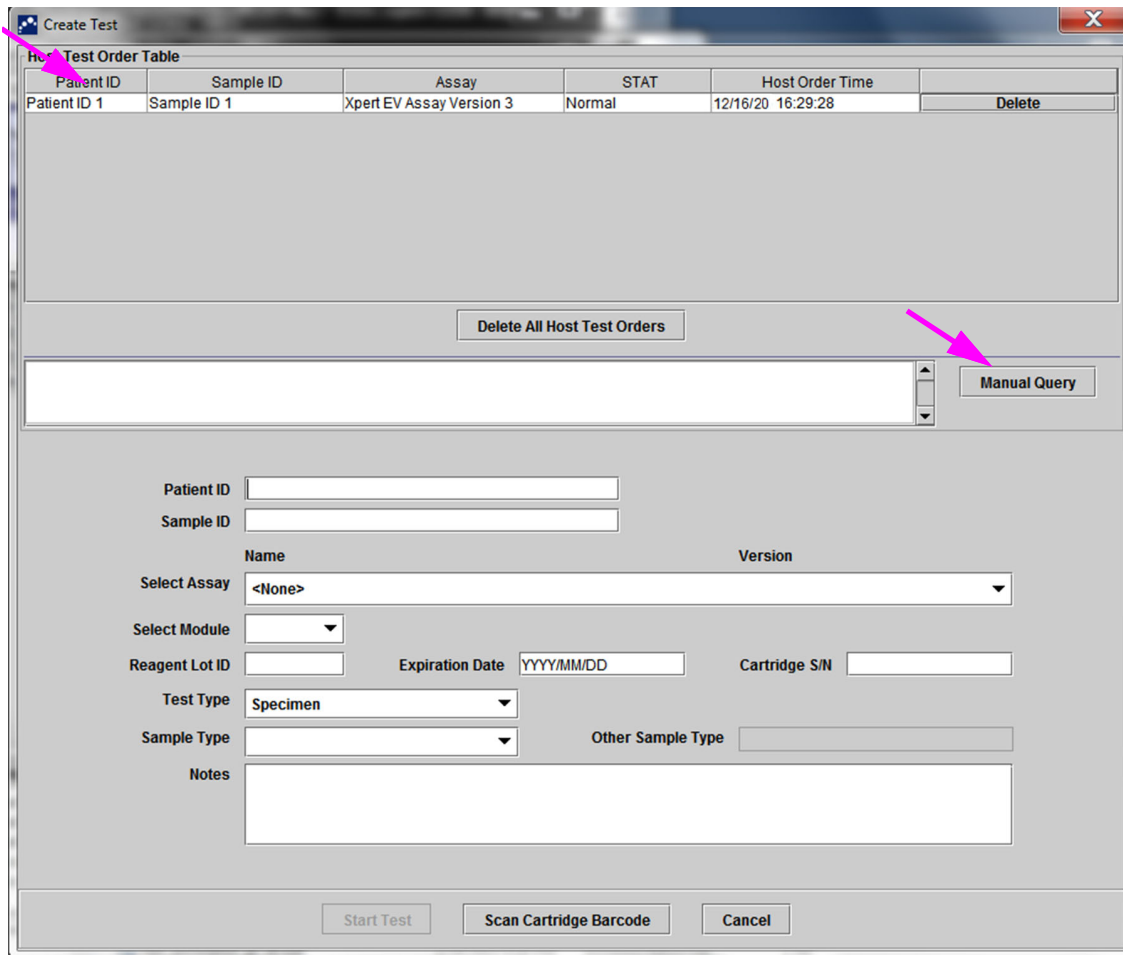 Create Test
X
Host Test Order Table
Patient ID Sample ID Assay STAT Host Order Time
Patient ID 1 Sample ID 1 Xpert EV Assay Version 3 Normal 12/16/20 16:29:28 Delete
Delete All Host Test Orders
Manual Query
Patient ID
Sample ID
Name Version
Select Assay <None>
Select Module
Reagent Lot ID Expiration Date YYYY/MM/DD Cartridge S/N
Test Type Specimen
Sample Type Other Sample Type
Notes
Start Test Scan Cartridge Barcode Cancel